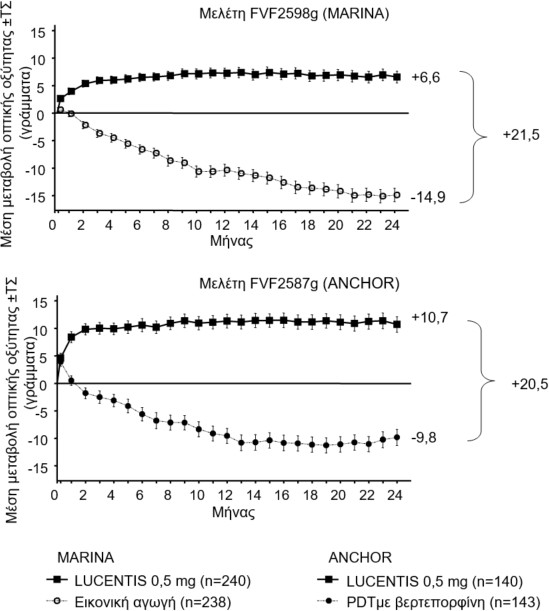 Μελέτη FVF2598g (MARINA)
Μέση μεταβολή οπτικής οξύτητας ±ΤΣ
(γράμματα)
15
10
5
0
-5
-10
-15
+6,6
+21,5
-14,9
0 2 4 6 8 10 12 14 16 18 20 22 24
Μήνας
Μελέτη FVF2587g (ANCHOR)
Μέση μεταβολή οπτικής οξύτητας ±ΤΣ
(γράμματα)
15
10
5
0
-5
-10
-15
+10,7
+20,5
-9,8
0 2 4 6 8 10 12 14 16 18 20 22 24
Μήνας
MARINA
LUCENTIS 0,5 mg (n=240)
Εικονική αγωγή (n=238)
ANCHOR
LUCENTIS 0,5 mg (n=140)
PDTμε βερτεπορφίνη (n=143)